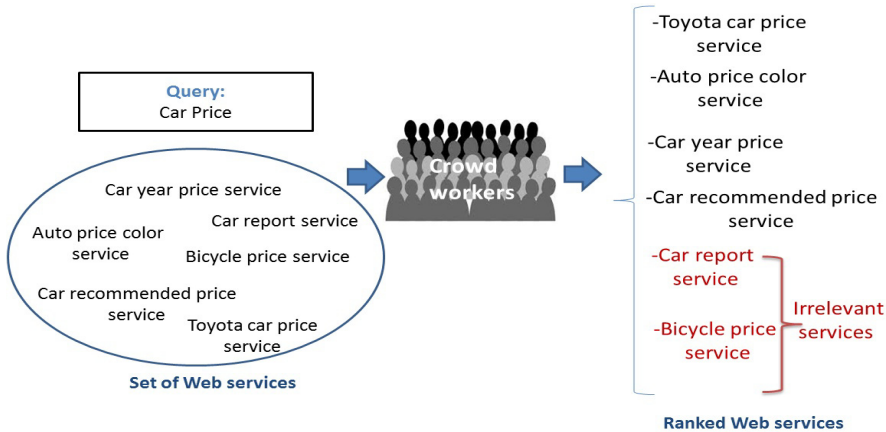 Query:
Car Price
Car year price service
Car report service
Auto price color
service
Bicycle price service
Car recommended price
service
Toyota car price
service
Set of Web services
Crowd
workers
-Toyota car price
service
-Auto price color
service
-Car year price
service
-Car recommended price
service
-Car report
service
-Bicycle price
service
Irrelevant
services
Ranked Web services